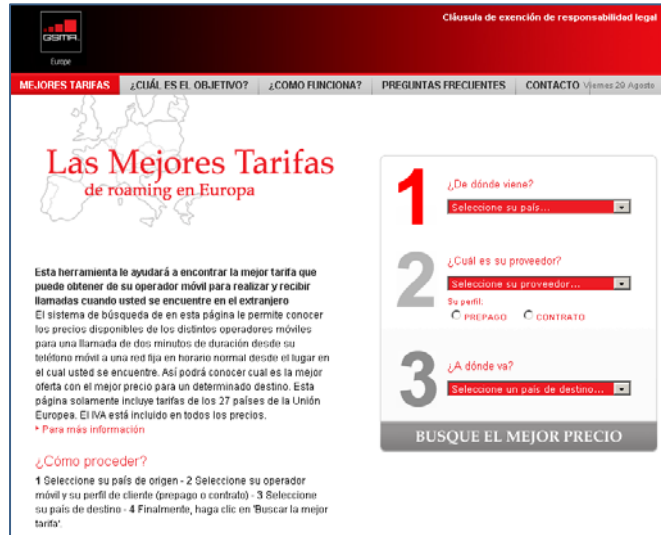 Cláusula de exención de responsabilidad legal
GSMA.
Europe
MEJORES TARIFAS ¿CUÁL ES EL OBJETIVO? ¿COMO FUNCIONA? PREGUNTAS FRECUENTES CONTACTO Viernes 29 Agosto
Las Mejores Tarifas
de roaming en Europa
Esta herramienta le ayudará a encontrar la mejor tarifa que
puede obtener de su operador móvil para realizar y recibir
llamadas cuando usted se encuentre en el extranjero
El sistema de búsqueda de en esta página le permite conocer
los precios disponibles de los distintos operadores móviles
para una llamada de dos minutos de duración desde su
teléfono móvil a una red fija en horario normal desde el lugar en
el cual usted se encuentre. Así podrá conocer cual es la mejor
oferta con el mejor precio para un determinado destino. Esta
página solamente incluye tarifas de los 27 países de la Unión
Europea. El IVA está incluido en todos los precios.
Para más información
¿Cómo proceder?
1 Seleccione su país de origen - 2 Seleccione su operador
móvil y su perfil de cliente (prepago o contrato) - 3 Seleccione
su país de destino - 4 Finalmente, haga clic en 'Buscar la mejor
tarifa'.
1
¿De dónde viene?
Seleccione su país...
2
¿Cuál es su proveedor?
Seleccione su proveedor...
Su perfil:
PREPAGO CONTRATO
3
¿A dónde va?
Seleccione un país de destino...
BUSQUE EL MEJOR PRECIO